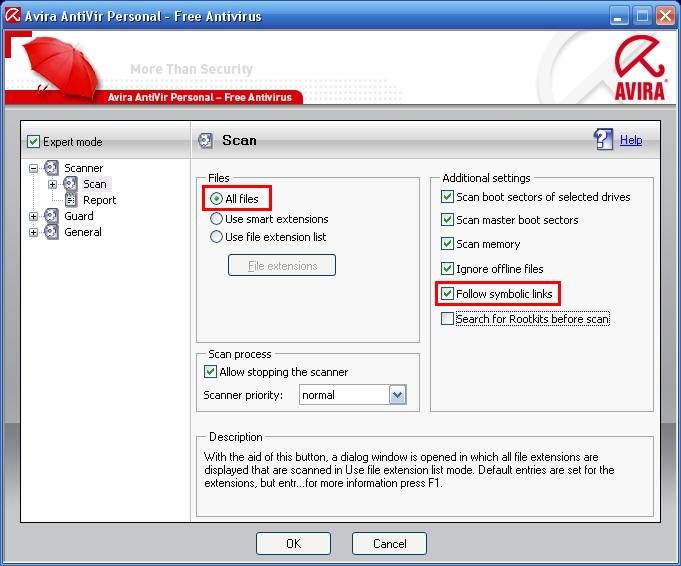 Avira AntiVir Personal - Free Antivirus
More Than Security
Avira AntiVir Personal – Free Antivirus
AVIRA
Expert mode
Scanner
Scan
Report
Guard
General
Scan
Help
Files
All files
Use smart extensions
Use file extension list
File extensions
Scan process
Allow stopping the scanner
Scanner priority:
normal
Additional settings
Scan boot sectors of selected drives
Scan master boot sectors
Scan memory
Ignore offline files
Follow symbolic links
Search for Rootkits before scan
Description
With the aid of this button, a dialog window is opened in which all file extensions are
displayed that are scanned in Use file extension list mode. Default entries are set for the
extensions, but entr...for more information press F1.
OK
Cancel